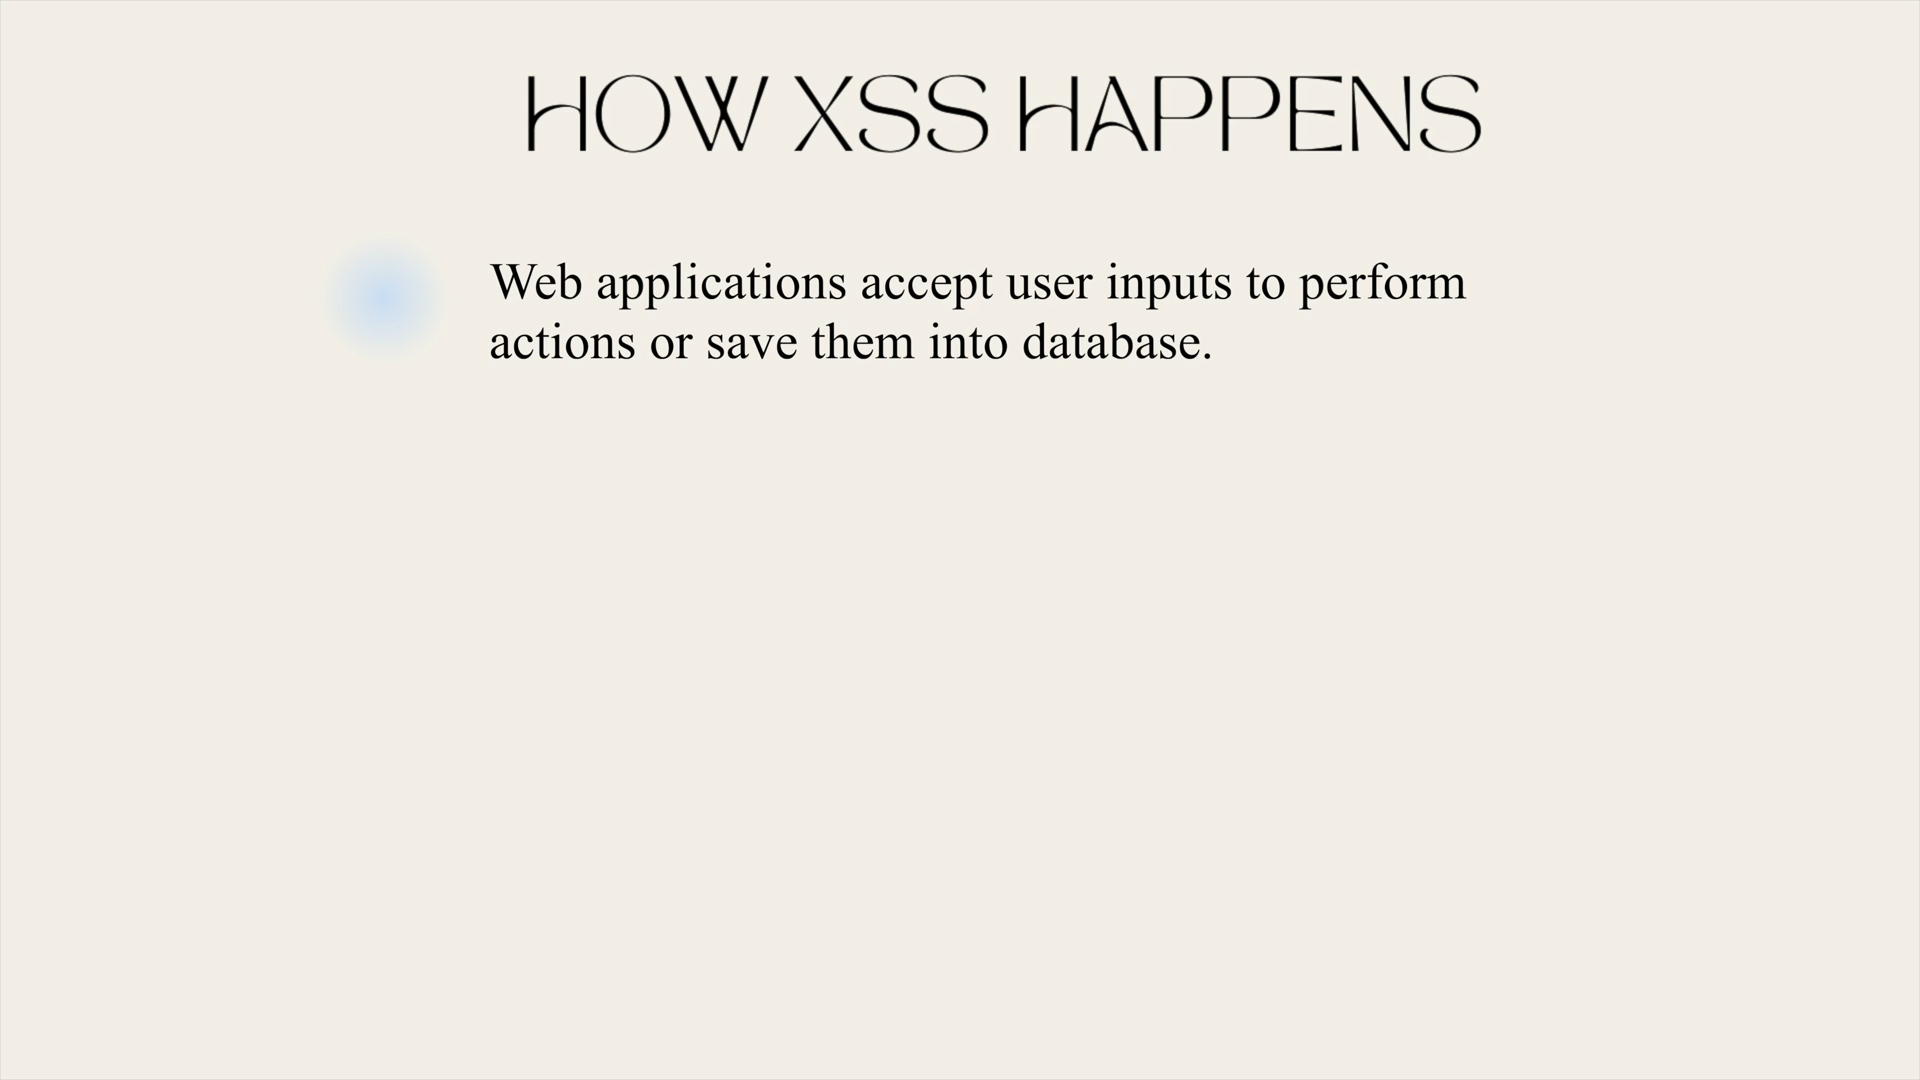 HOW XSS HAPPENS
Web applications accept user inputs to perform
actions or save them into database.